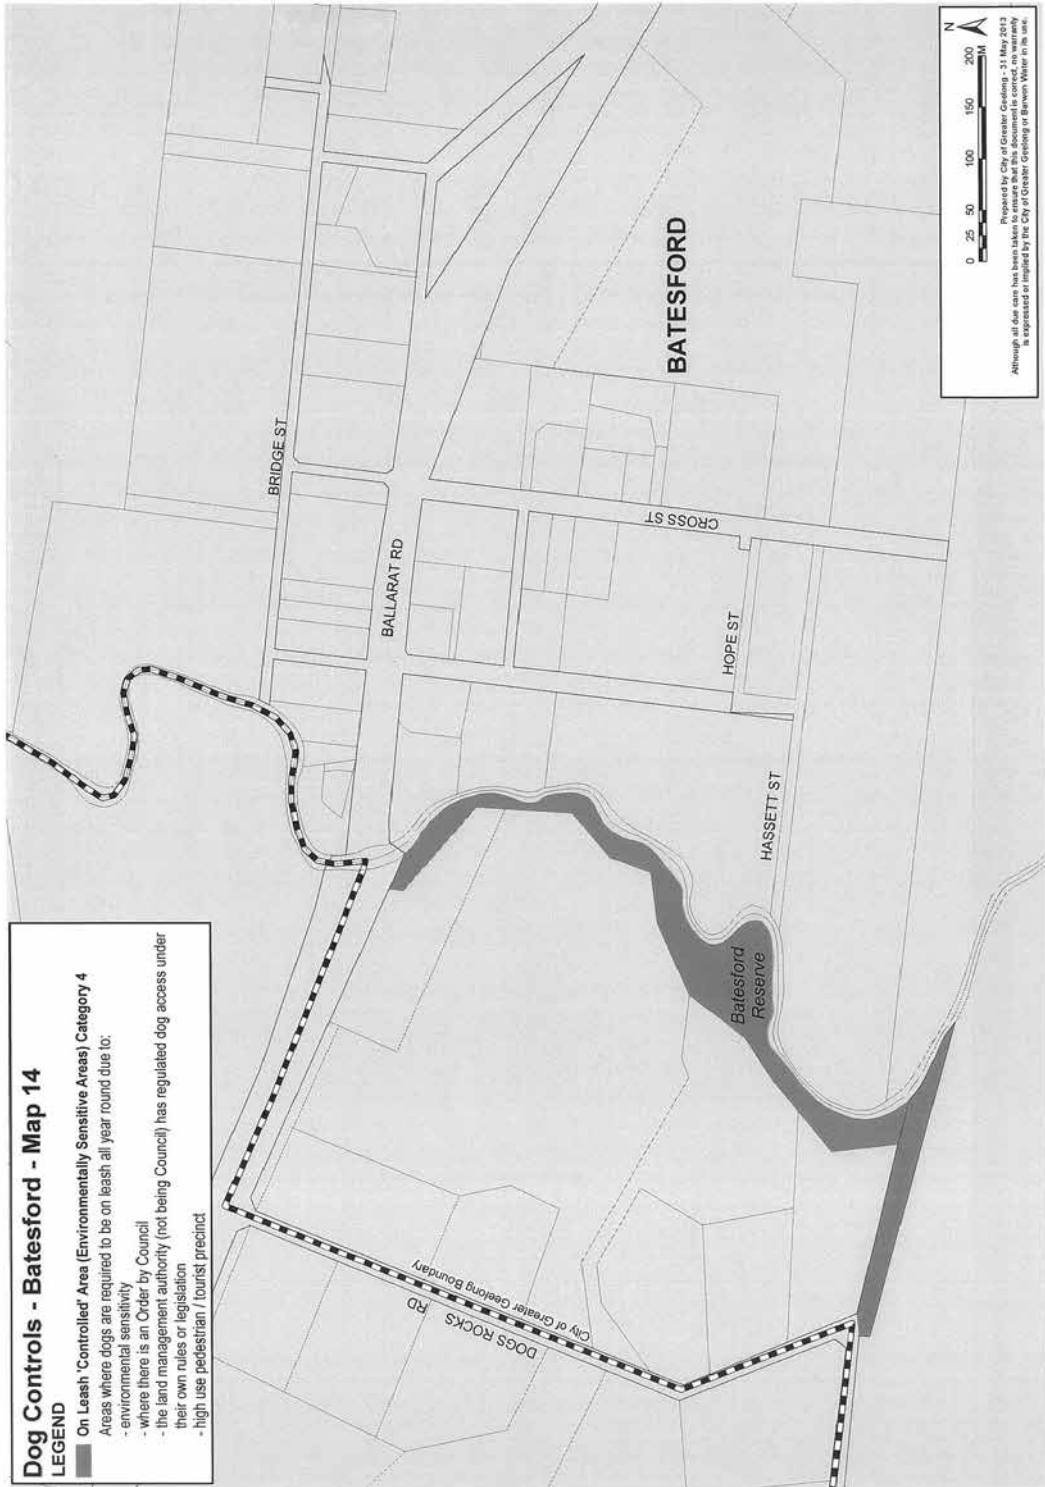 Dog Controls - Batesford - Map 14
LEGEND
On Leash 'Controlled' Area (Environmentally Sensitive Areas) Category 4
Areas where dogs are required to be on leash all year round due to:
- environmental sensitivity
- where there is an Order by Council
- the land management authority (not being Council) has regulated dog access under
their own rules or legislation
- high use pedestrian / tourist precinct
BRIDGE ST
BALLARAT RD
BATESFORD
CROSS ST
HOPE ST
HASSETT ST
Batesford
Reserve
City of Greater Geelong Boundary
DOGS ROCKS
RD
N
0 25 50 100 150 200
M
Prepared by City of Greater Geelong - 31 May 2013
Although all due care has been taken to ensure that this document is correct, no warranty
is expressed or implied by the City of Greater Geelong or Barwon Water in its use.